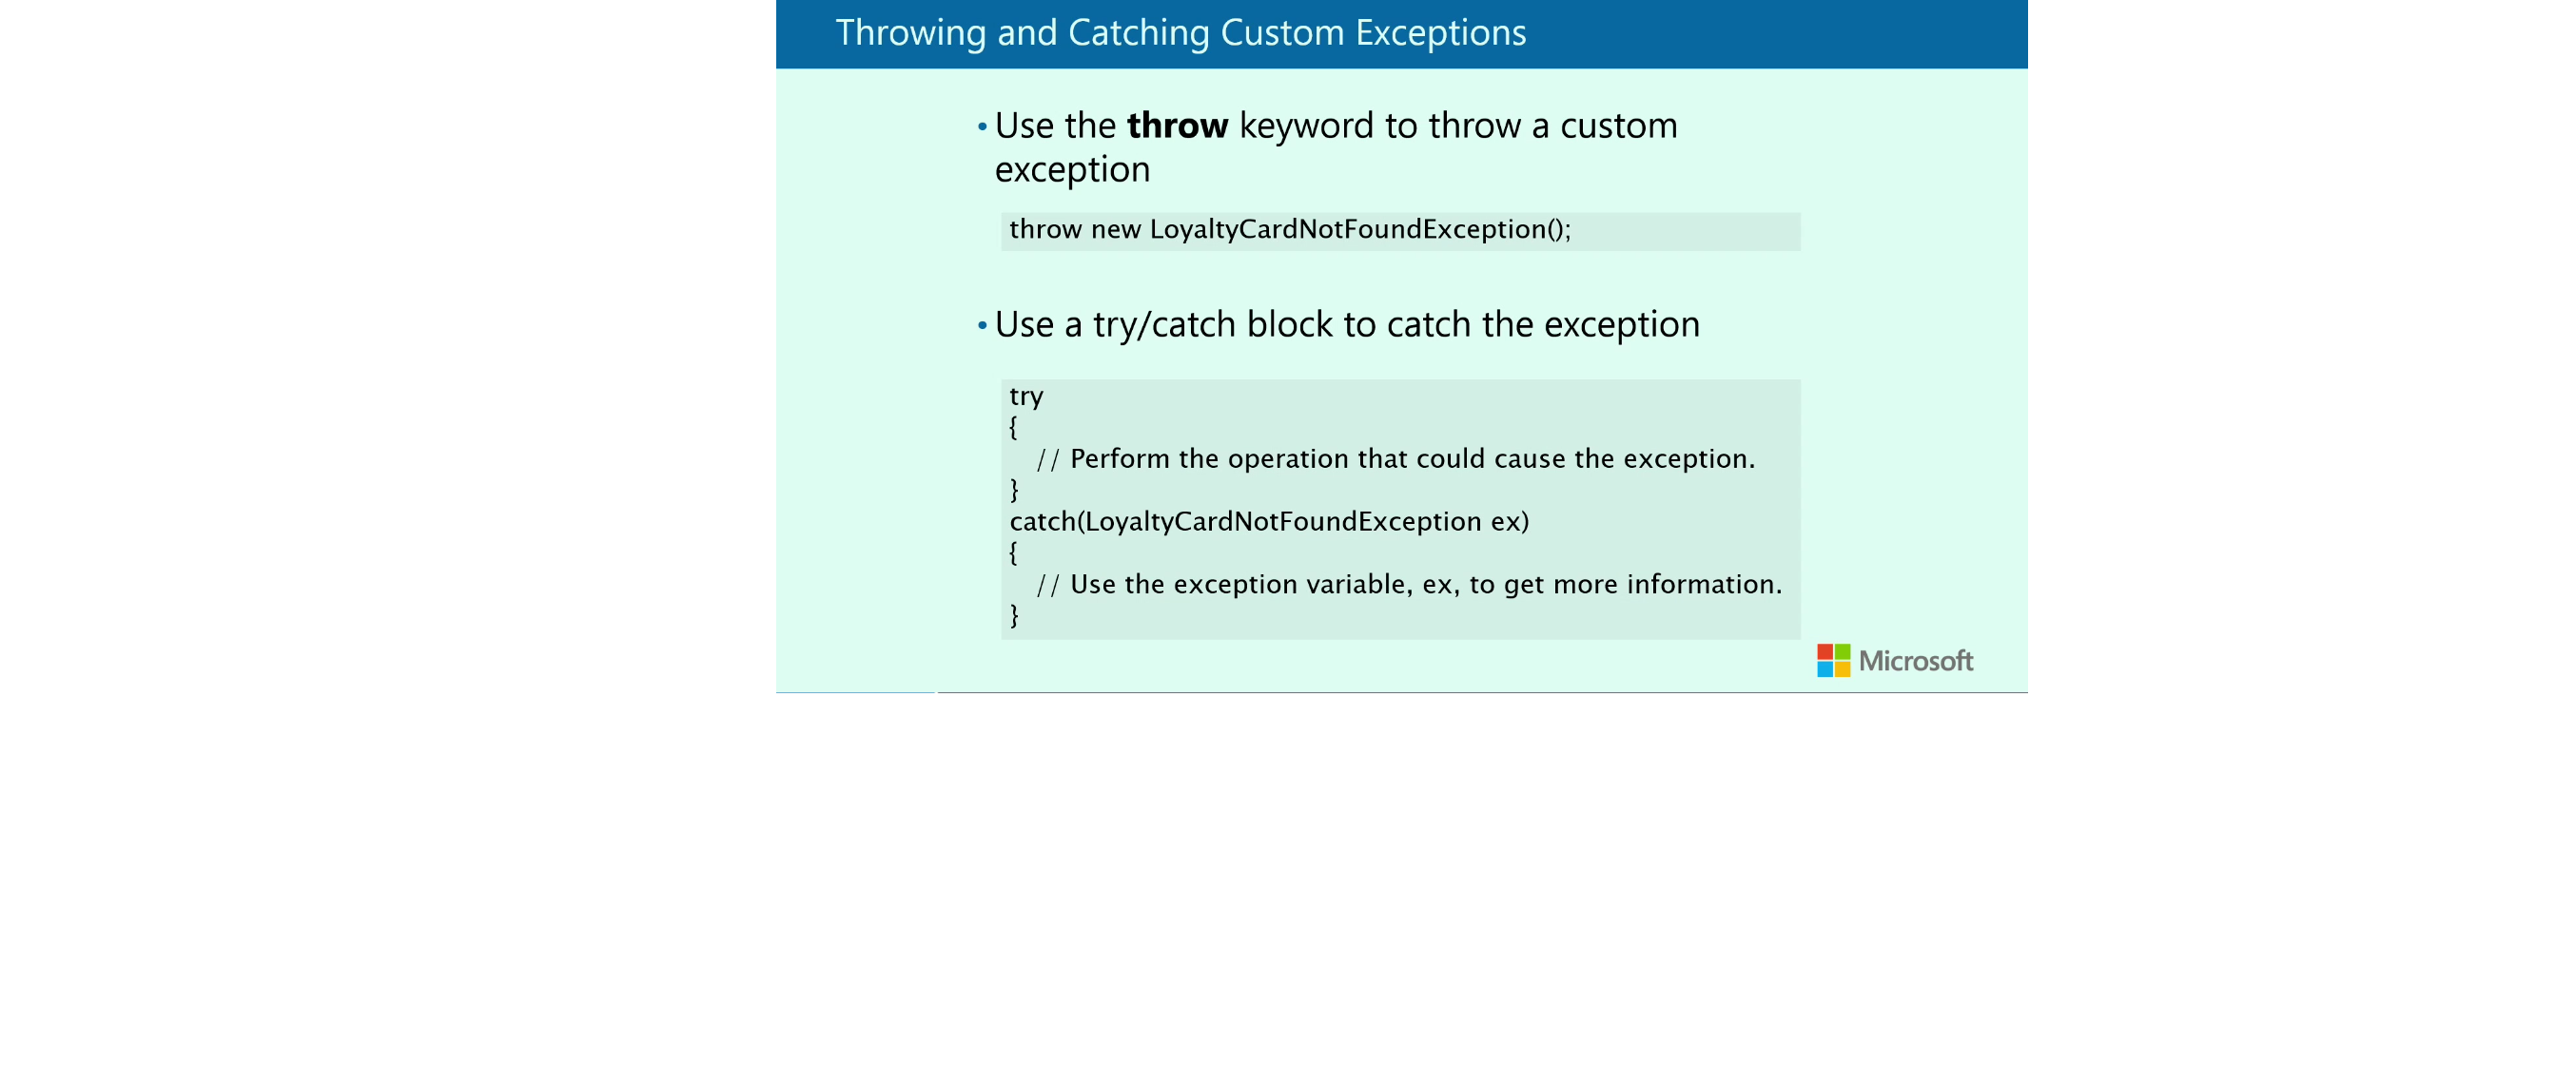 Throwing and Catching Custom Exceptions
• Use the throw keyword to throw a custom
exception
throw new LoyaltyCardNotFoundException();
• Use a try/catch block to catch the exception
try
{
// Perform the operation that could cause the exception.
}
catch(LoyaltyCardNotFoundException ex)
{
// Use the exception variable, ex, to get more information.
}
Microsoft